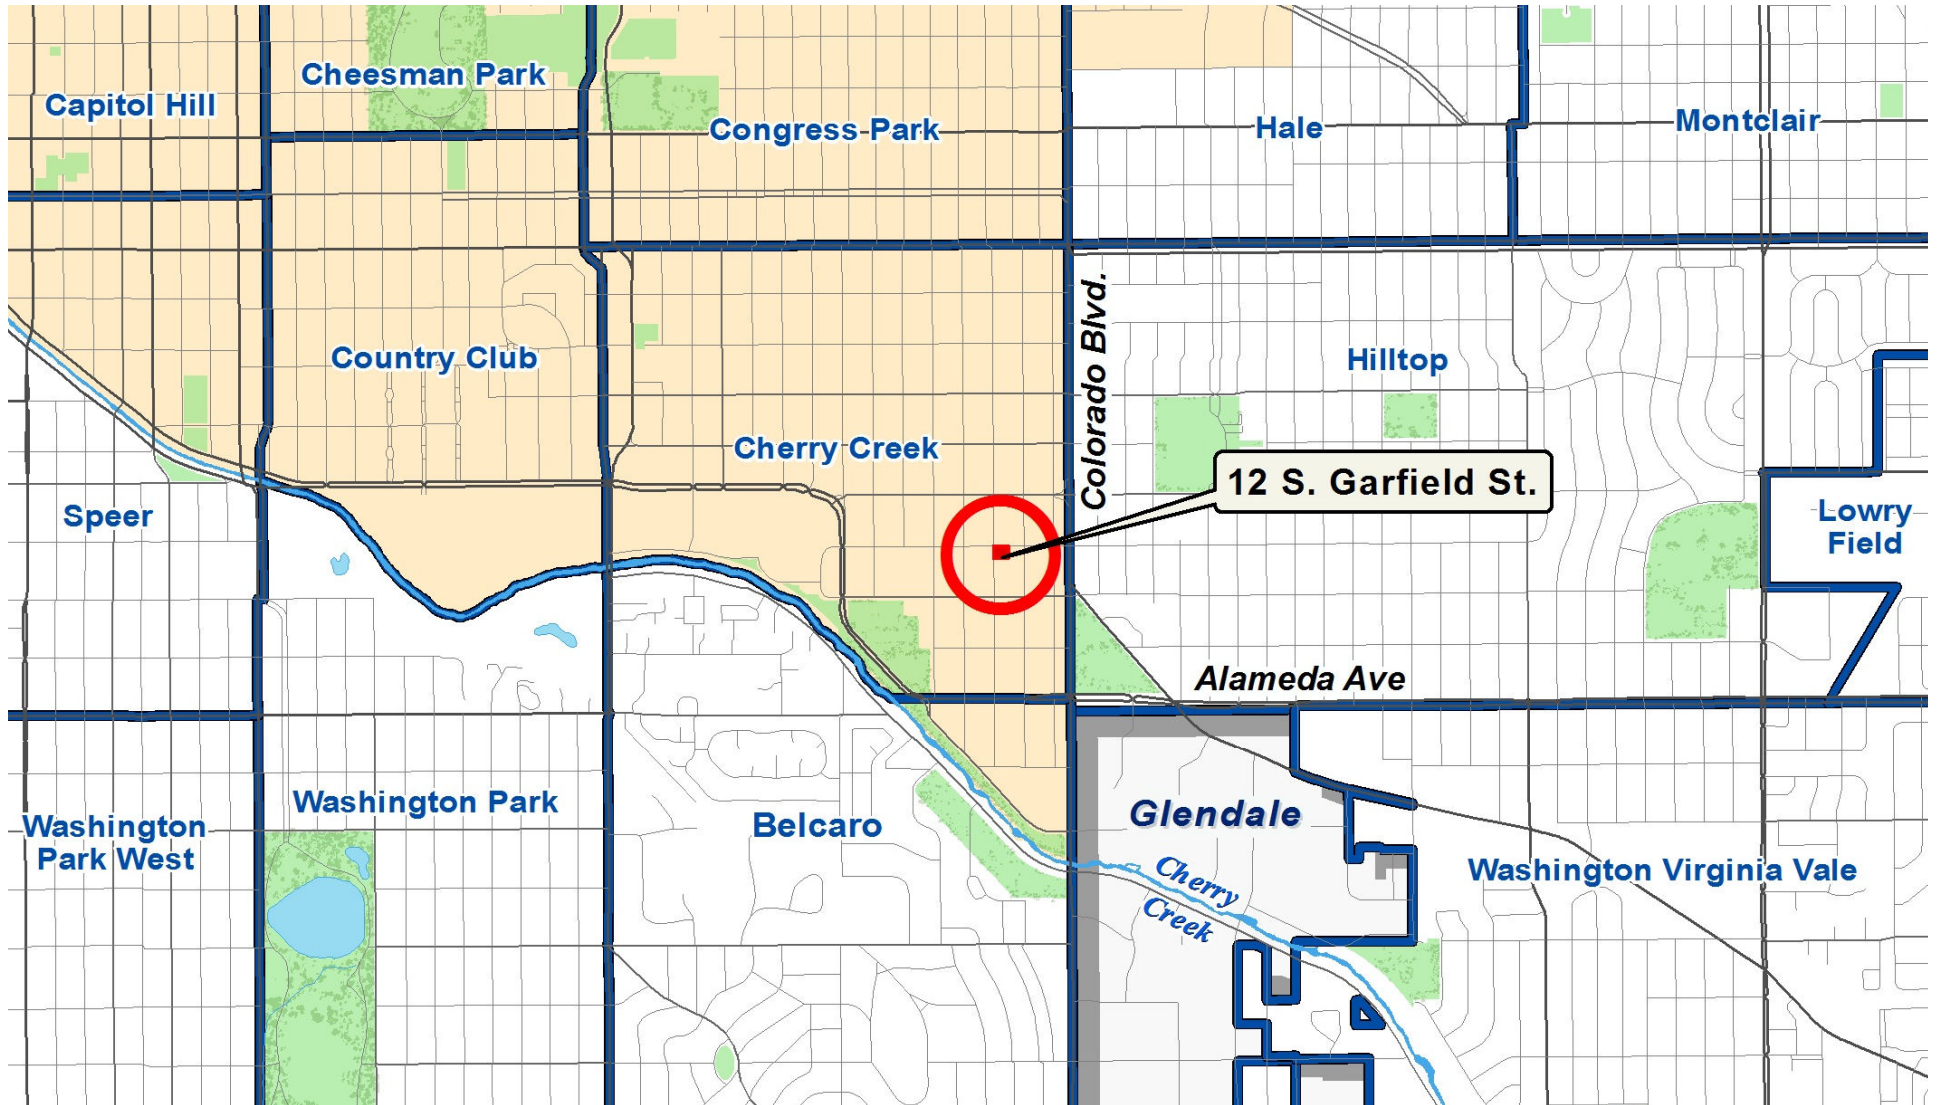 Cheesman Park
Capitol Hill
Congress Park
Hale
Montclair
Country Club
Hilltop
Cherry Creek
Colorado Blvd.
12 S. Garfield St.
Speer
Lowry
Field
Alameda Ave
Washington Park
Glendale
Belcaro
Washington
Park West
Washington Virginia Vale
Cherry
Creek